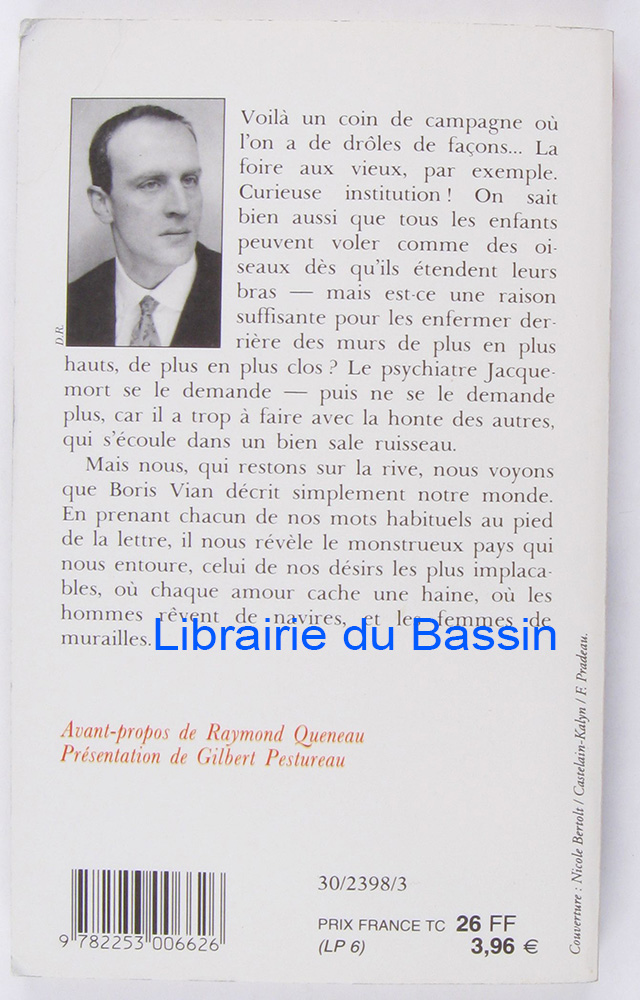 Voilà un coin de campagne où
l'on a de drôles de façons... La
foire aux vieux, par exemple.
Curieuse institution ! On sait
bien aussi que tous les enfants
peuvent voler comme des oi-
seaux dès qu'ils étendent leurs
bras — mais est-ce une raison
suffisante pour les enfermer der-
rière des murs de plus en plus
hauts, de plus en plus clos ? Le psychiatre Jacque-
mort se le demande — puis ne se le demande
plus, car il a trop à faire avec la honte des autres,
qui s'écoule dans un bien sale ruisseau.
Mais nous, qui restons sur la rive, nous voyons
que Boris Vian décrit simplement notre monde.
En prenant chacun de nos mots habituels au pied
de la lettre, il nous révèle le monstrueux pays qui
nous entoure, celui de nos désirs les plus implaca-
bles, où chaque amour cache une haine, où les
hommes rêvent de navires, et les femmes de
murailles.
Librairie du Bassin
D.R.
Avant-propos de Raymond Queneau
Présentation de Gilbert Pestureau
Couverture : Nicole Bertolt / Castelain-Kalyn / F. Pradeau.
30/2398/3
PRIX FRANCE TC 26 FF
(LP 6) 3,96 €
9 782253 006626